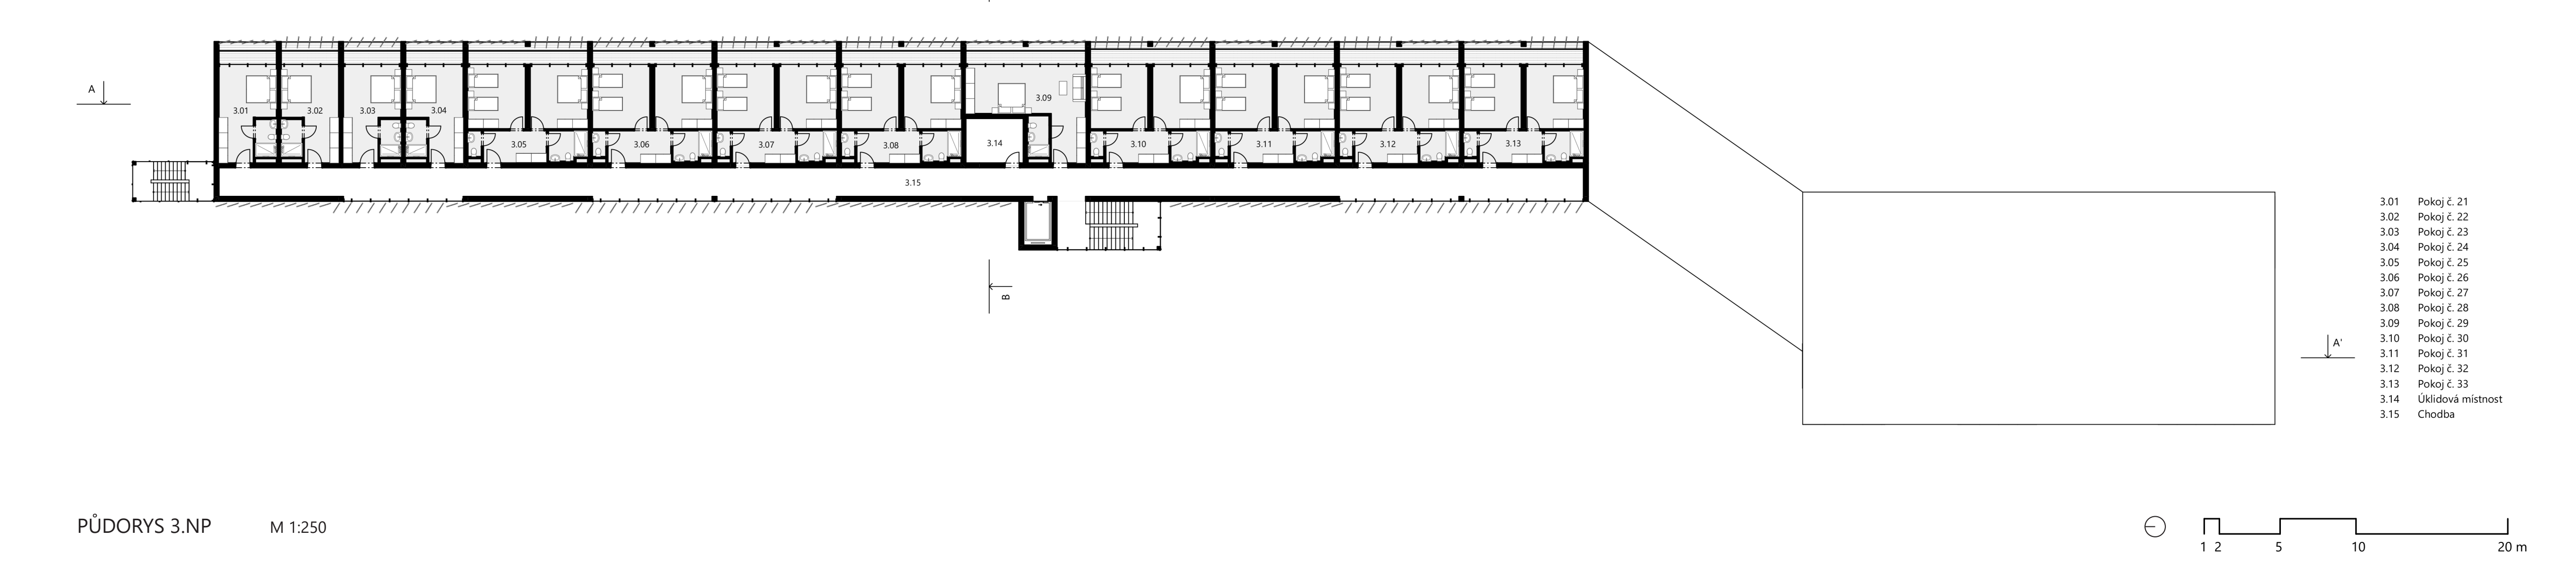 A
3.01
3.02
3.03
3.04
3.05
3.06
3.07
3.08
3.09
3.14
3.10
3.11
3.12
3.13
3.15
B
A'
3.01 Pokoj č. 21
3.02 Pokoj č. 22
3.03 Pokoj č. 23
3.04 Pokoj č. 24
3.05 Pokoj č. 25
3.06 Pokoj č. 26
3.07 Pokoj č. 27
3.08 Pokoj č. 28
3.09 Pokoj č. 29
3.10 Pokoj č. 30
3.11 Pokoj č. 31
3.12 Pokoj č. 32
3.13 Pokoj č. 33
3.14 Úklidová místnost
3.15 Chodba
PŮDORYS 3.NP M 1:250
1 2 5 10 20 m